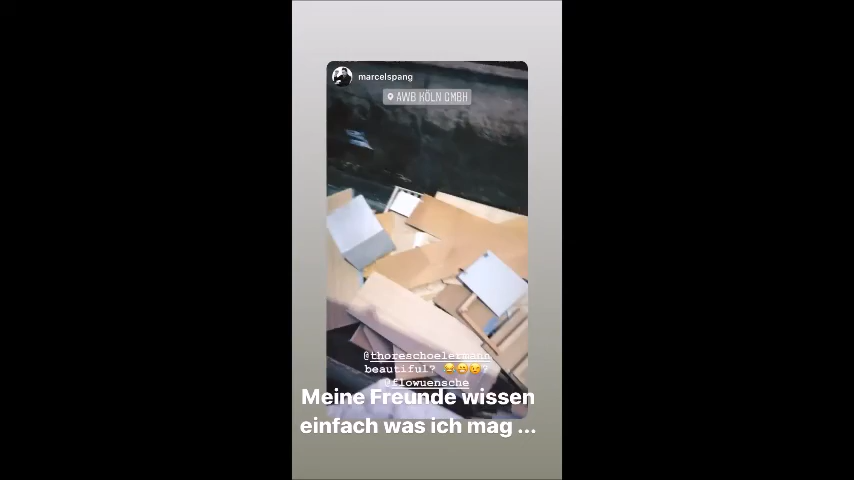 marcelspang
AWB KÖLN GMBH
@thoreschoelermann
beautiful? 😂😁😘?
@flowuensche
Meine Freunde wissen
einfach was ich mag ...